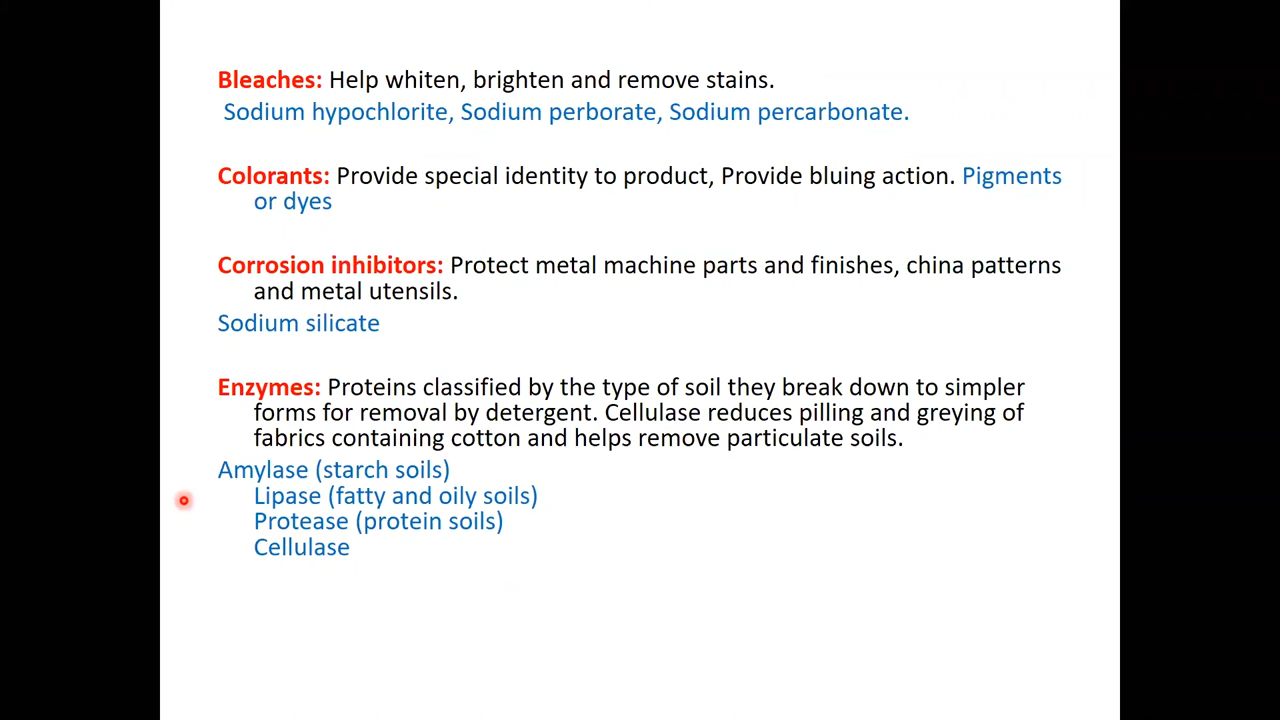 Bleaches: Help whiten, brighten and remove stains.
Sodium hypochlorite, Sodium perborate, Sodium percarbonate.
Colorants: Provide special identity to product, Provide bluing action. Pigments
or dyes
Corrosion inhibitors: Protect metal machine parts and finishes, china patterns
and metal utensils.
Sodium silicate
Enzymes: Proteins classified by the type of soil they break down to simpler
forms for removal by detergent. Cellulase reduces pilling and greying of
fabrics containing cotton and helps remove particulate soils.
Amylase (starch soils)
Lipase (fatty and oily soils)
Protease (protein soils)
Cellulase